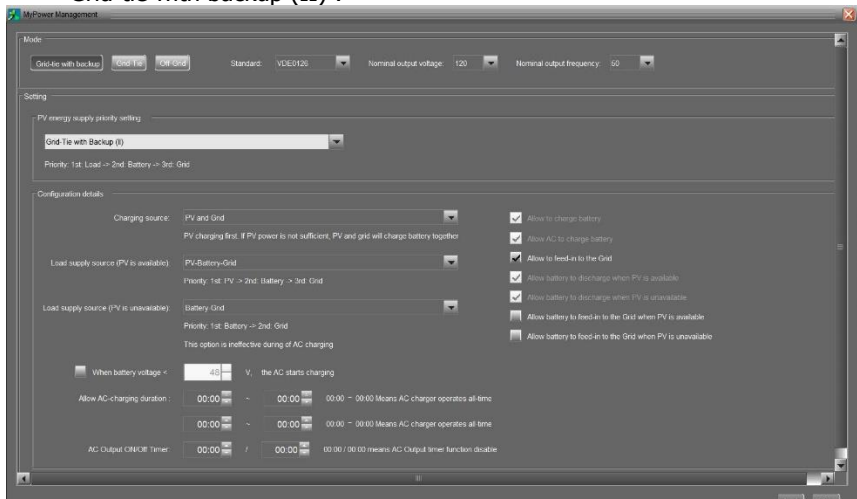 Grid-tie with backup (II) .
MyPower Management
Mode
Grid-tie with backup Grid-Tie Off-Grid Standard: VDE0126 Nominal output voltage: 120 Nominal output frequency: 60
Setting
PV energy supply priority setting
Grid-Tie with Backup (II)
Priority: 1st: Load -> 2nd: Battery -> 3rd: Grid
Configuration details
Charging source: PV and Grid Allow to charge battery
PV charging first. If PV power is not sufficient, PV and grid will charge battery together Allow AC to charge battery
Allow to feed-in to the Grid
Load supply source (PV is available): PV-Battery-Grid
Priority: 1st: PV -> 2nd: Battery -> 3rd: Grid Allow battery to discharge when PV is available
Allow battery to discharge when PV is unavailable
Load supply source (PV is unavailable): Battery-Grid
Allow battery to feed-in to the Grid when PV is available
Priority: 1st: Battery -> 2nd: Grid
Allow battery to feed-in to the Grid when PV is unavailable
This option is ineffective during of AC charging
When battery voltage < 48 V, the AC starts charging
Allow AC-charging duration : 00:00 ~ 00:00 00:00 ~ 00:00 Means AC charger operates all-time
00:00 ~ 00:00 00:00 ~ 00:00 Means AC charger operates all-time
AC Output ON/Off Timer: 00:00 / 00:00 00:00 / 00:00 means AC Output timer function disable